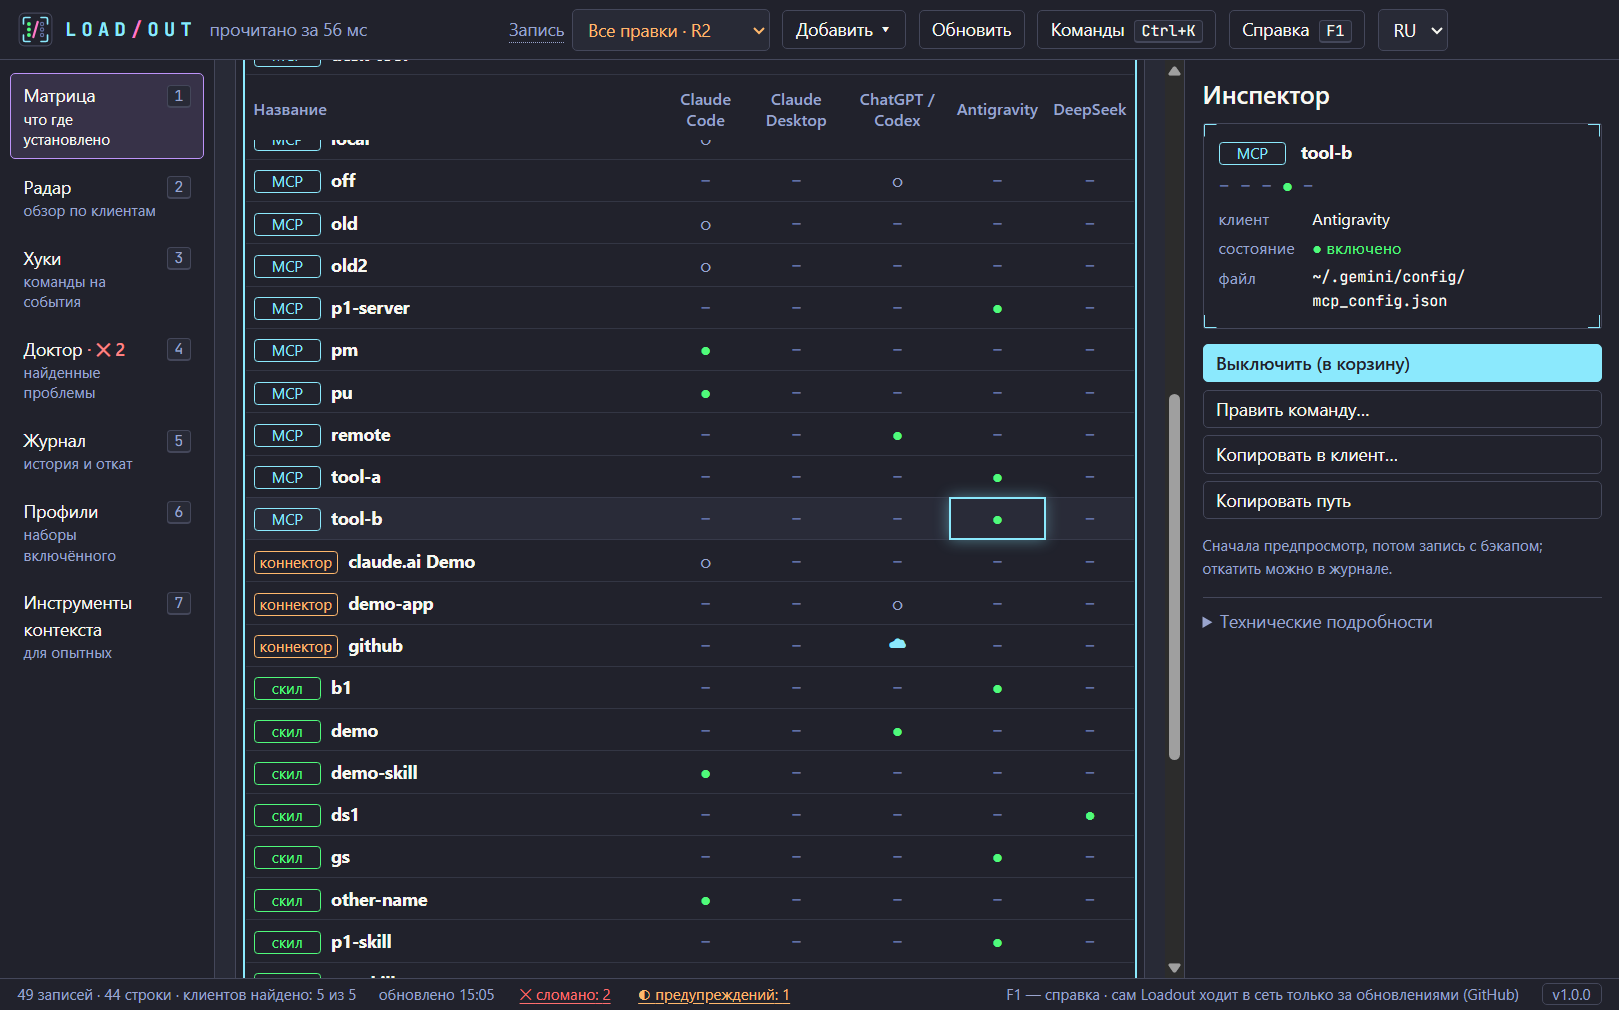 LOAD/OUT прочитано за 56 мс Запись Все правки · R2 Добавить ▾ Обновить Команды Ctrl+K Справка F1 RU
Матрица 1
что где
установлено
Радар 2
обзор по клиентам
Хуки 3
команды на
события
Доктор · ✕ 2 4
найденные
проблемы
Журнал 5
история и откат
Профили 6
наборы
включённого
Инструменты 7
контекста
для опытных
Название Claude Code Claude Desktop ChatGPT / Codex Antigravity DeepSeek
MCP local ○
MCP off – – ○ – –
MCP old ○ – – – –
MCP old2 ○ – – – –
MCP p1-server – – – ● –
MCP pm ● – – – –
MCP pu ● – – – –
MCP remote – – ● – –
MCP tool-a – – – ● –
MCP tool-b – – – ● –
коннектор claude.ai Demo ○ – – – –
коннектор demo-app – – ○ – –
коннектор github – – – –
скил b1 – – – ● –
скил demo – – ● – –
скил demo-skill ● – – – –
скил ds1 – – – – ●
скил gs – – – ● –
скил other-name ● – – – –
скил p1-skill – – – ● –
Инспектор
MCP tool-b
– – – ● –
клиент Antigravity
состояние ● включено
файл ~/.gemini/config/
mcp_config.json
Выключить (в корзину)
Править команду...
Копировать в клиент...
Копировать путь
Сначала предпросмотр, потом запись с бэкапом;
откатить можно в журнале.
▶ Технические подробности
49 записей · 44 строки · клиентов найдено: 5 из 5 обновлено 15:05 ✕ сломано: 2 ◐ предупреждений: 1 F1 — справка · сам Loadout ходит в сеть только за обновлениями (GitHub) v1.0.0